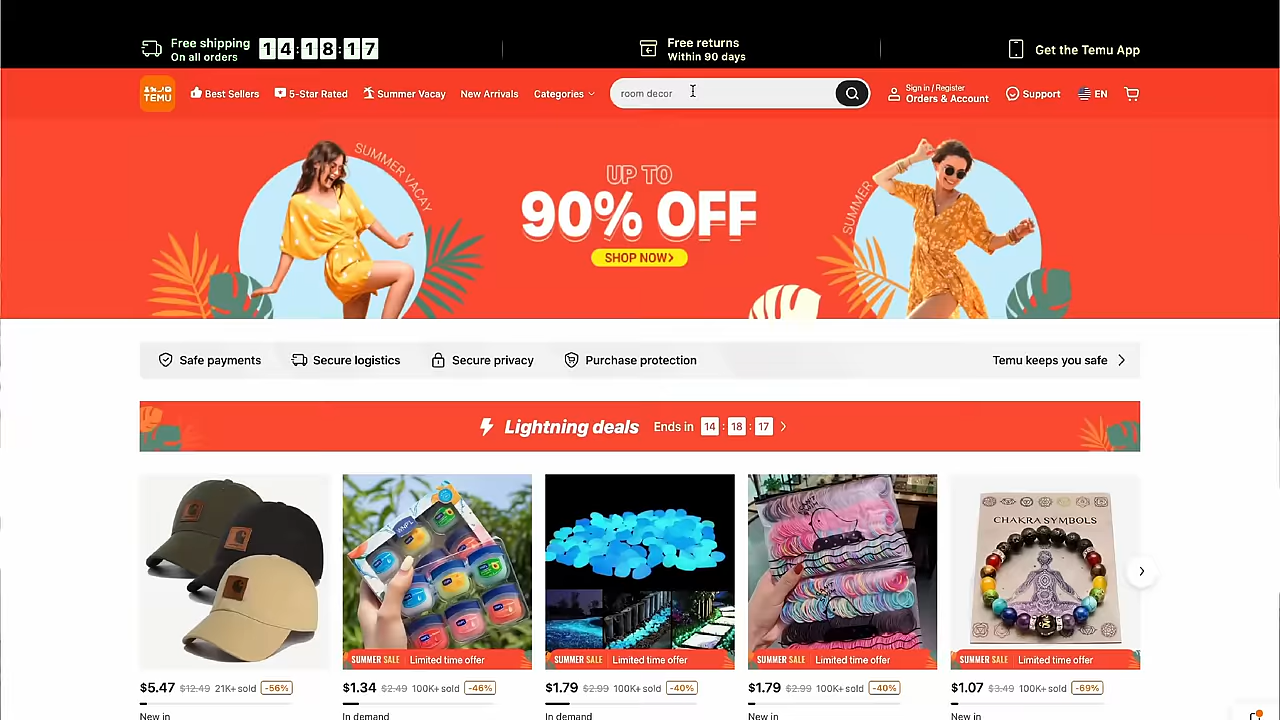 Free shipping
On all orders
14:18:17
Free returns
Within 90 days
Get the Temu App
TEMU
Best Sellers
5-Star Rated
Summer Vacay
New Arrivals
Categories
room decor
Sign in / Register
Orders & Account
Support
EN
SUMMER VACAY
UP TO
90% OFF
SHOP NOW>
SUMMER
Safe payments
Secure logistics
Secure privacy
Purchase protection
Temu keeps you safe
Lightning deals
Ends in 14 : 18 : 17
CHAKRA SYMBOLS
SUMMER SALE Limited time offer
SUMMER SALE Limited time offer
SUMMER SALE Limited time offer
SUMMER SALE Limited time offer
$5.47 $12.49 21K+ sold -56%
$1.34 $2.49 100K+ sold -46%
$1.79 $2.99 100K+ sold -40%
$1.79 $2.99 100K+ sold -40%
$1.07 $3.49 100K+ sold -69%
New in
In demand
In demand
New in
New in